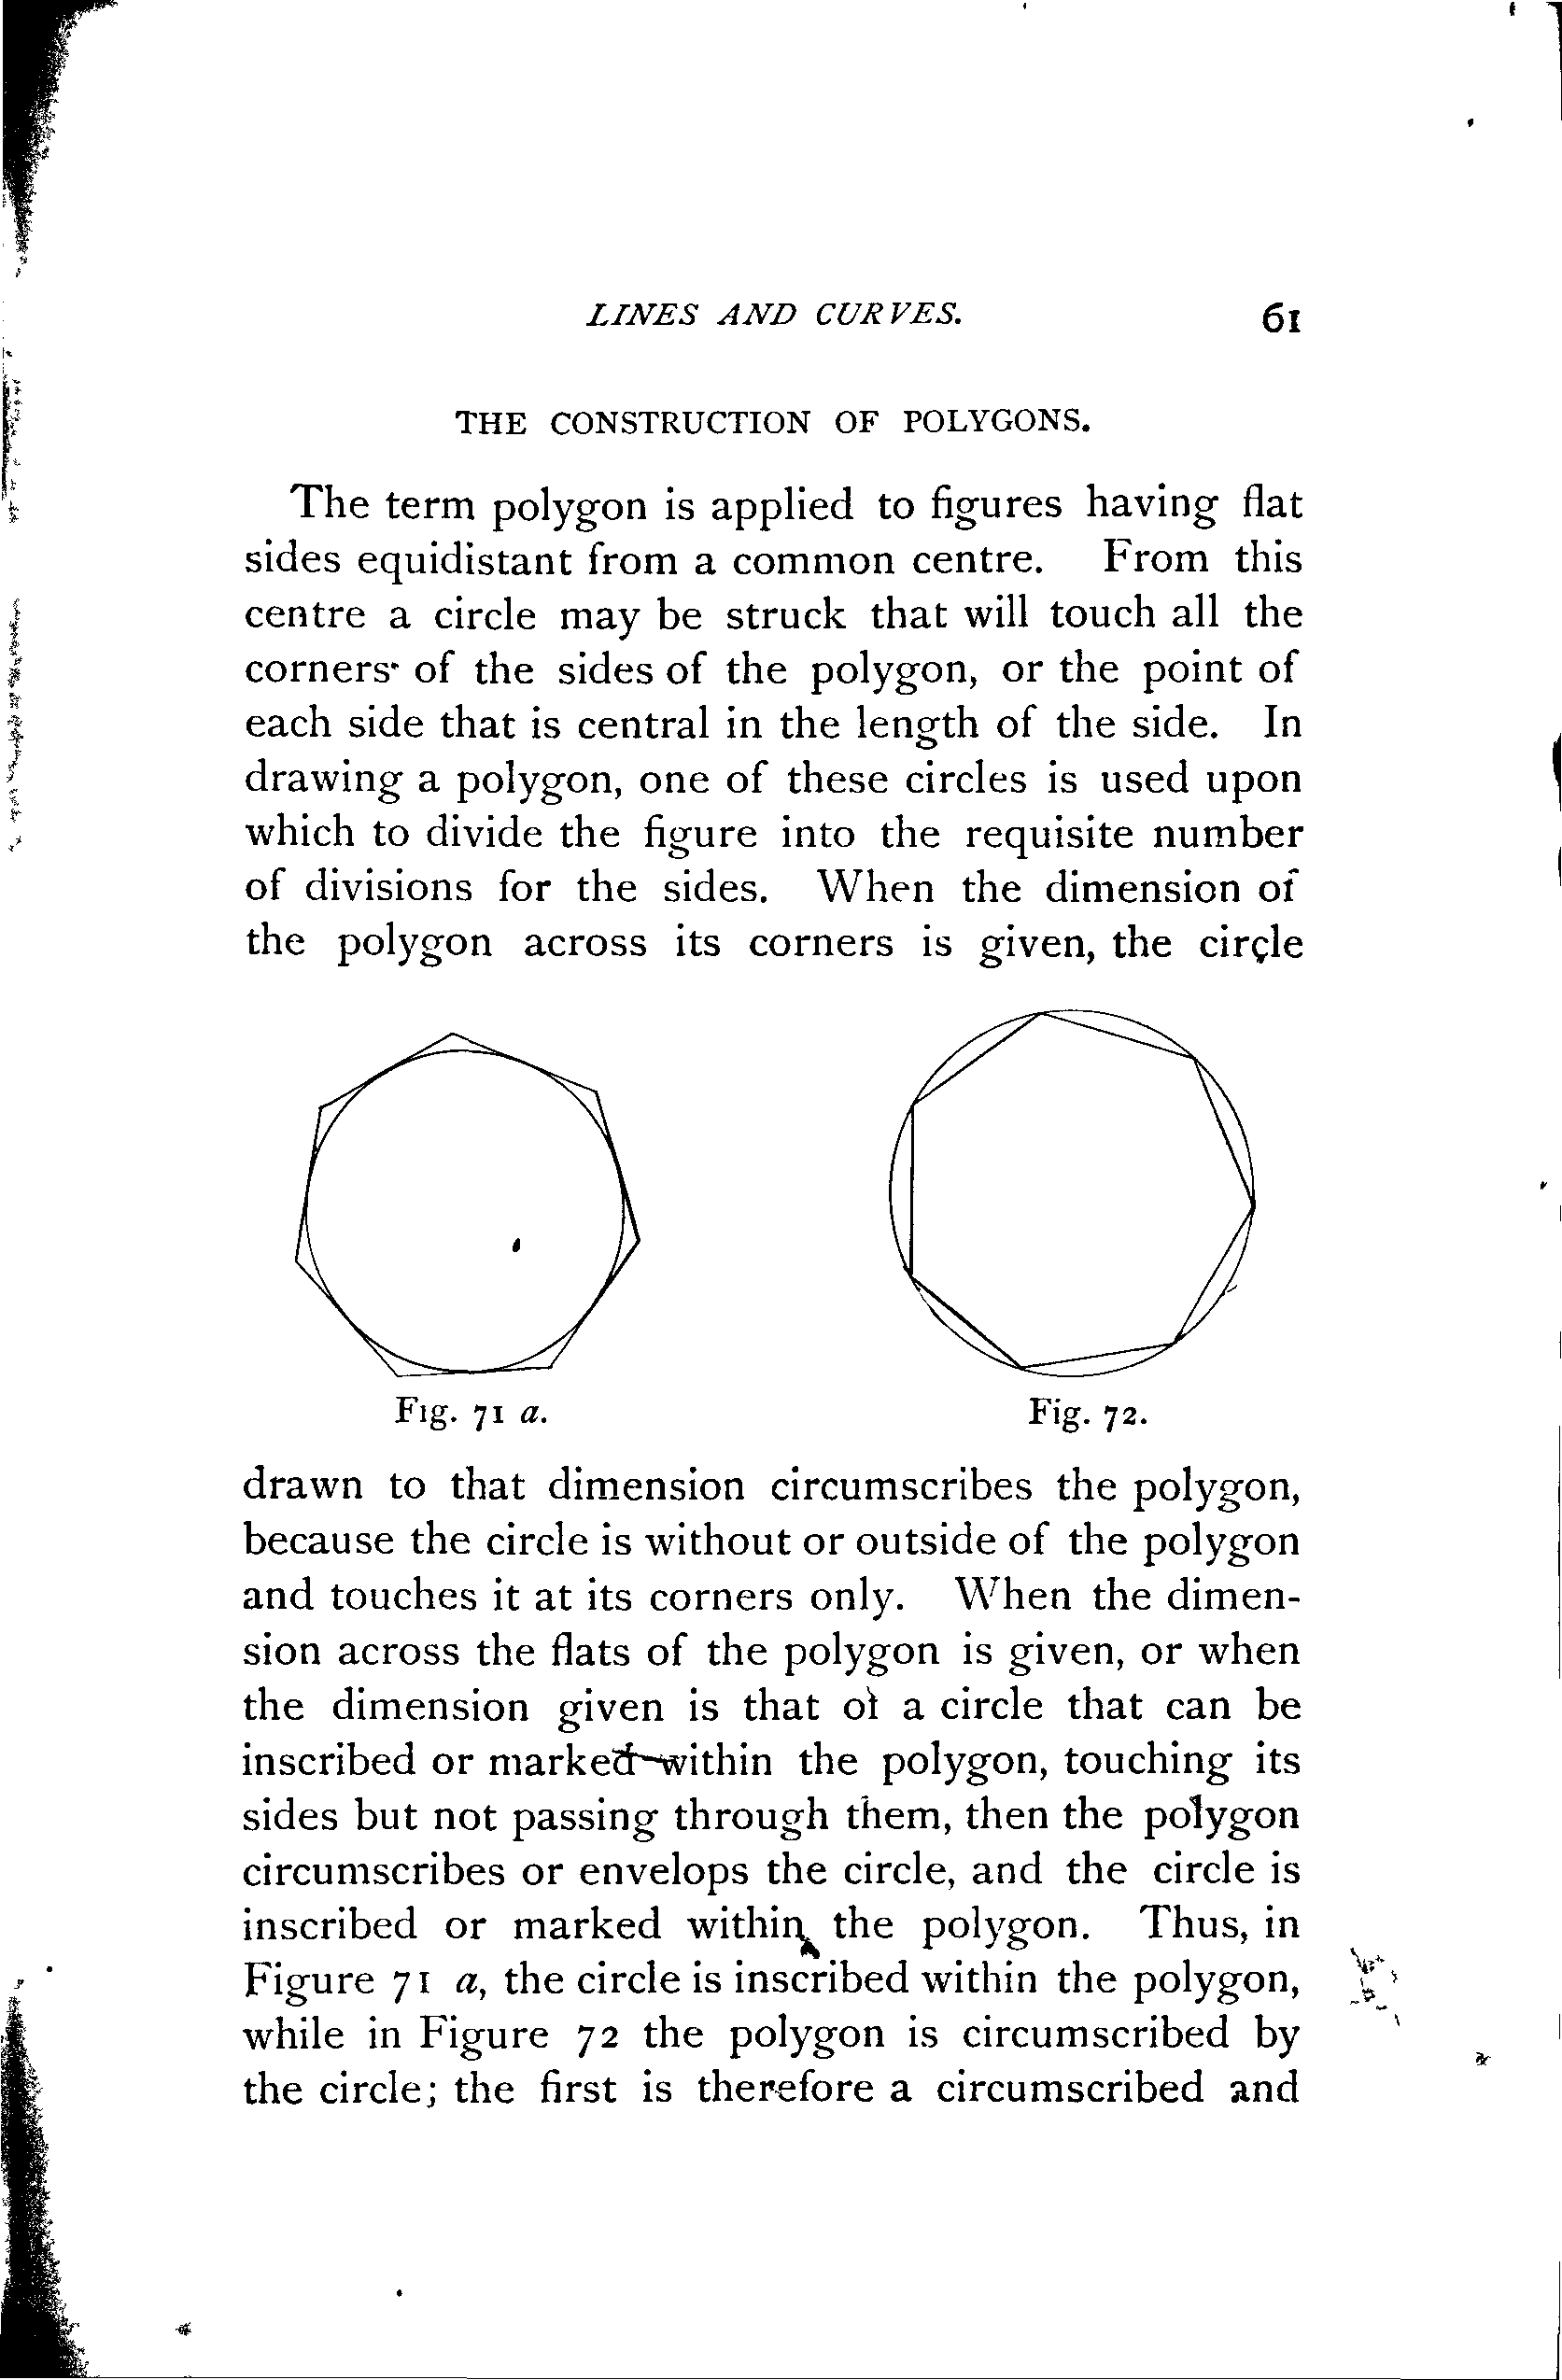 LINES AND CURVES. 61
THE CONSTRUCTION OF POLYGONS.
The term polygon is applied to figures having flat
sides equidistant from a common centre. From this
centre a circle may be struck that will touch all the
corners of the sides of the polygon, or the point of
each side that is central in the length of the side. In
drawing a polygon, one of these circles is used upon
which to divide the figure into the requisite number
of divisions for the sides. When the dimension of
the polygon across its corners is given, the circle
Fig. 71 a.
Fig. 72.
drawn to that dimension circumscribes the polygon,
because the circle is without or outside of the polygon
and touches it at its corners only. When the dimen-
sion across the flats of the polygon is given, or when
the dimension given is that of a circle that can be
inscribed or marked within the polygon, touching its
sides but not passing through them, then the polygon
circumscribes or envelops the circle, and the circle is
inscribed or marked within the polygon. Thus, in
Figure 71 a, the circle is inscribed within the polygon,
while in Figure 72 the polygon is circumscribed by
the circle; the first is therefore a circumscribed and